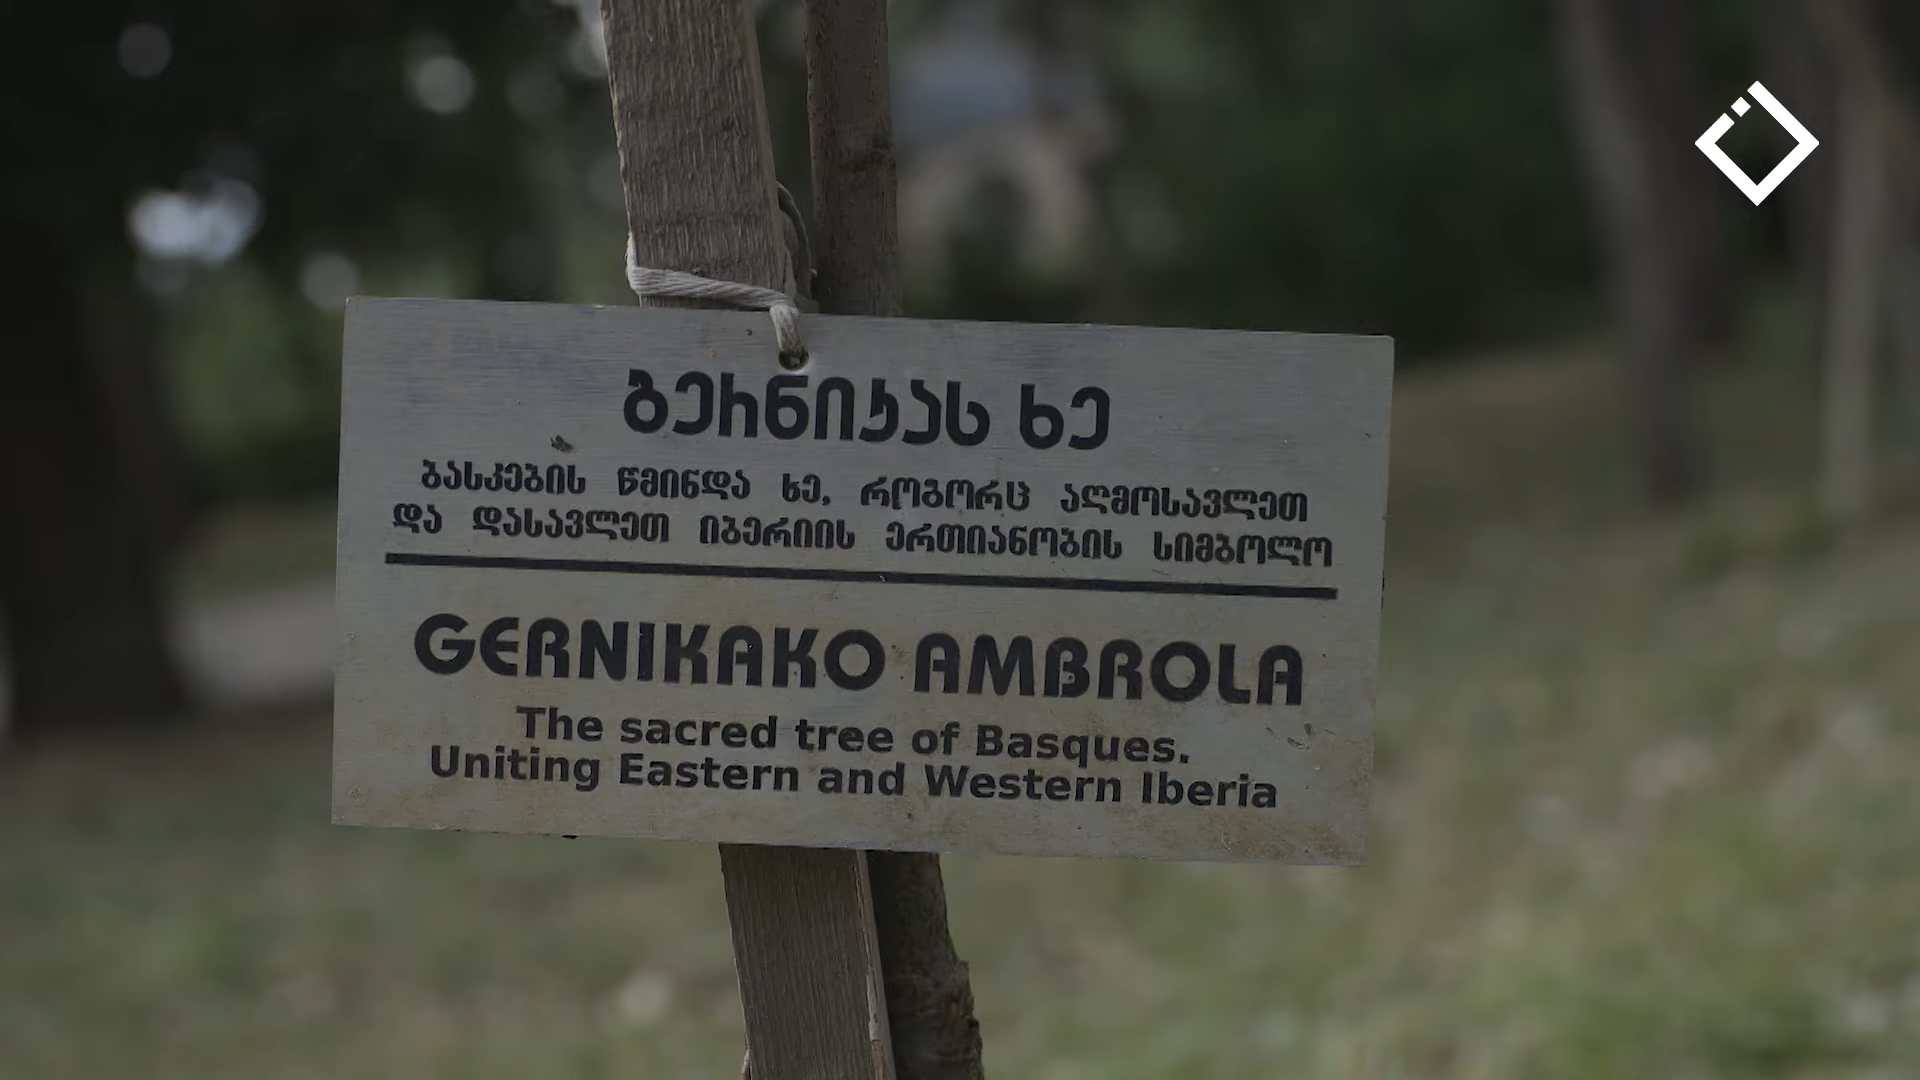 გერნიკას ხე
ბასკების წმინდა ხე, როგორც აღმოსავლეთ
და დასავლეთ იბერიის ერთიანობის სიმბოლო
GERNIKAKO AMBROLA
The sacred tree of Basques.
Uniting Eastern and Western Iberia